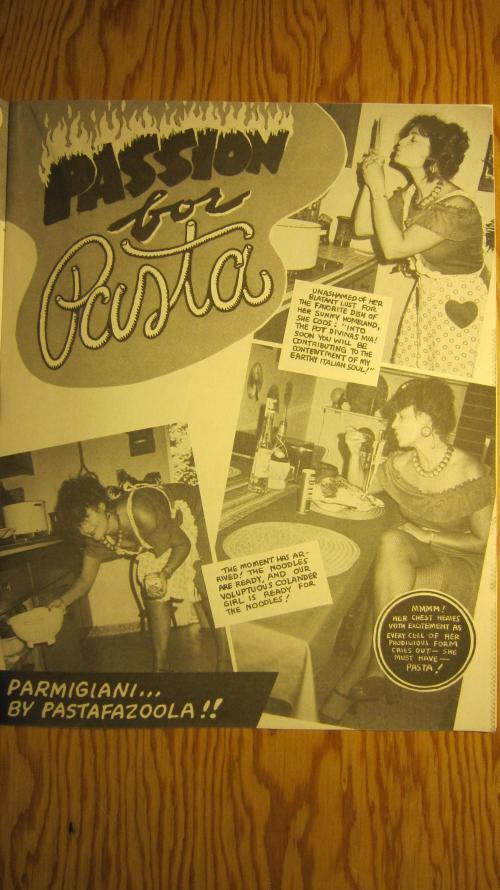 PASSION
for
Pasta
UNASHAMED OF HER
BLATANT LUST FOR
THE FAVORITE DISH OF
HER SUNNY HOMELAND,
SHE COOS: "INTO
THE POT DIVINAS MIA!
SOON YOU WILL BE
CONTRIBUTING TO THE
CONTENTMENT OF MY
EARTHY ITALIAN SOUL!"
THE MOMENT HAS AR-
RIVED! THE NOODLES
ARE READY, AND OUR
VOLUPTUOUS COLANDER
GIRL IS READY FOR
THE NOODLES!
MMMM!
HER CHEST HEAVES
WITH EXCITEMENT AS
EVERY CELL OF HER
PRODIGIOUS FORM
CRIES OUT— SHE
MUST HAVE—
PASTA!
PARMIGIANI...
BY PASTAFAZOOLA!!